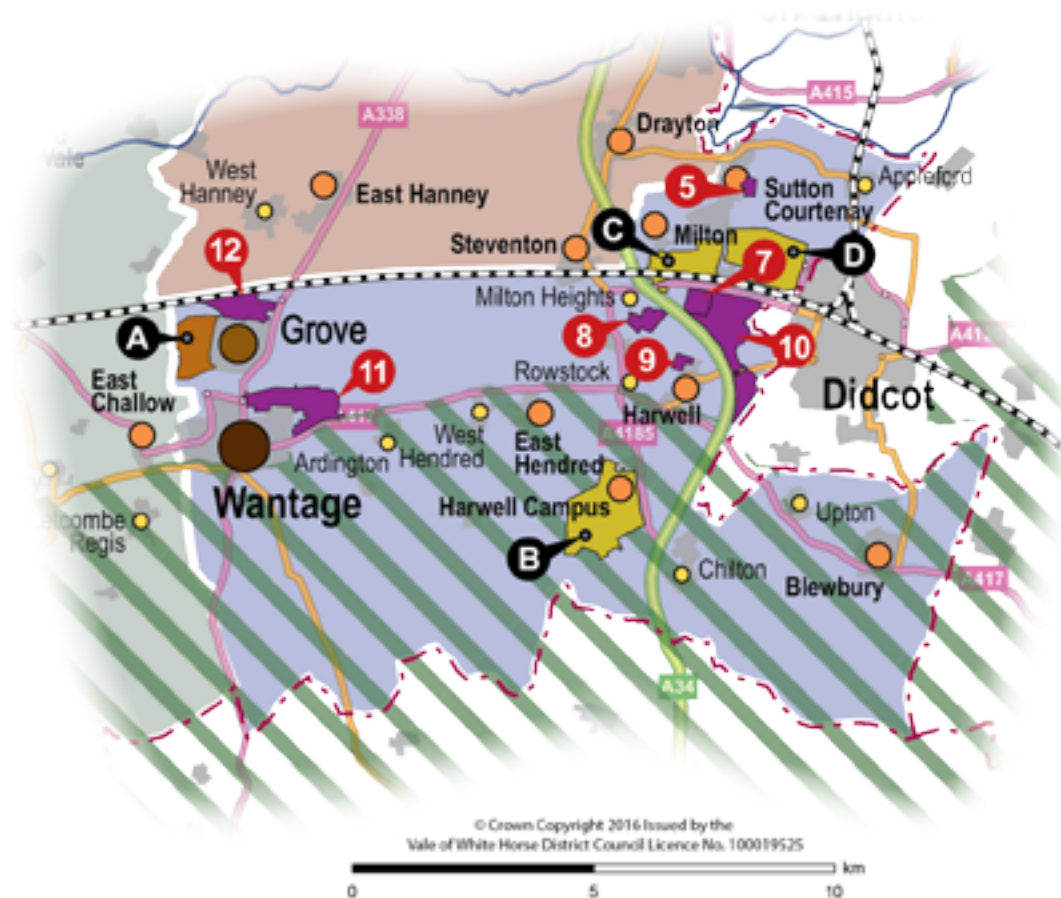 A415
A338
Drayton
Vale
West
Hanney
East Hanney
5
Appleford
Sutton
Courtenay
C
Steventon
Milton
D
12
7
Milton Heights
A
Grove
8
10
9
11
East
Challow
Rowstock
Didcot
Harwell
A4185
West
Hendred
Ardington
East
Hendred
Wantage
Harwell Campus
Regis
Upton
B
Chilton
Blewbury
A417
A34
© Crown Copyright 2016 Issued by the
Vale of White Horse District Council Licence No. 100019525
km
0 5 10